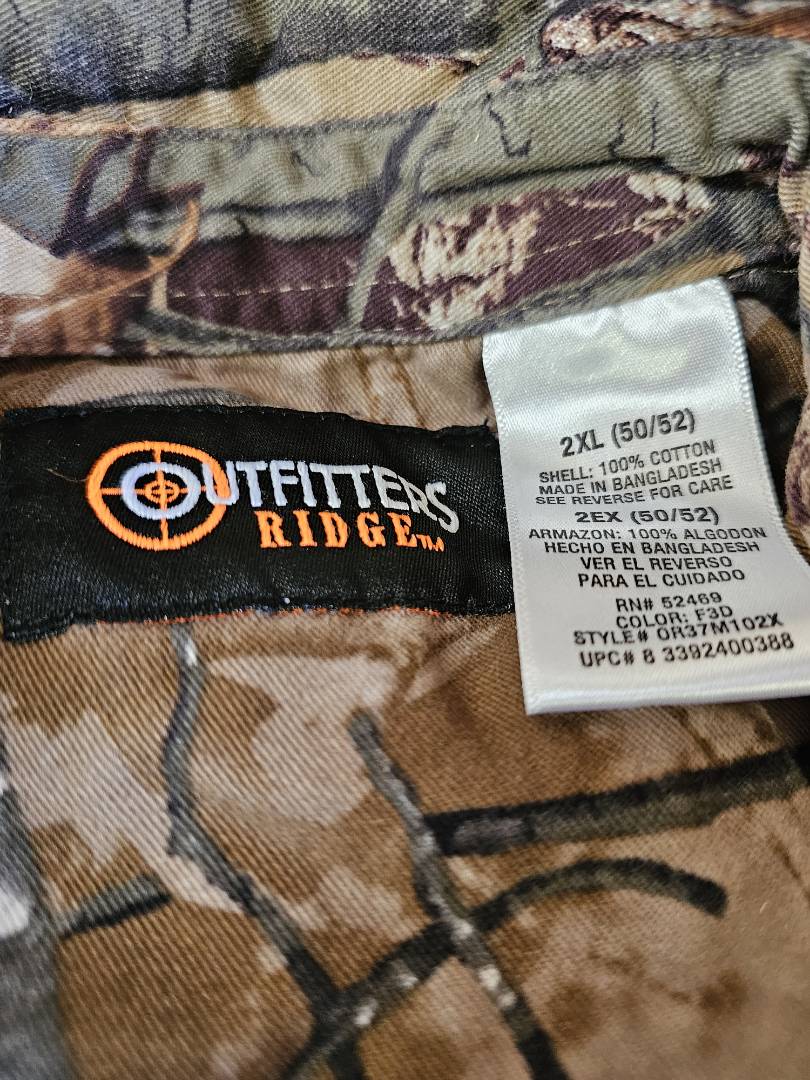 OUTFITTERS
RIDGE™
2XL (50/52)
SHELL: 100% COTTON
MADE IN BANGLADESH
SEE REVERSE FOR CARE
2EX (50/52)
ARMAZON: 100% ALGODON
HECHO EN BANGLADESH
VER EL REVERSO
PARA EL CUIDADO
RN# 52469
COLOR: F3D
STYLE# OR37M102X
UPC# 8 3392400388